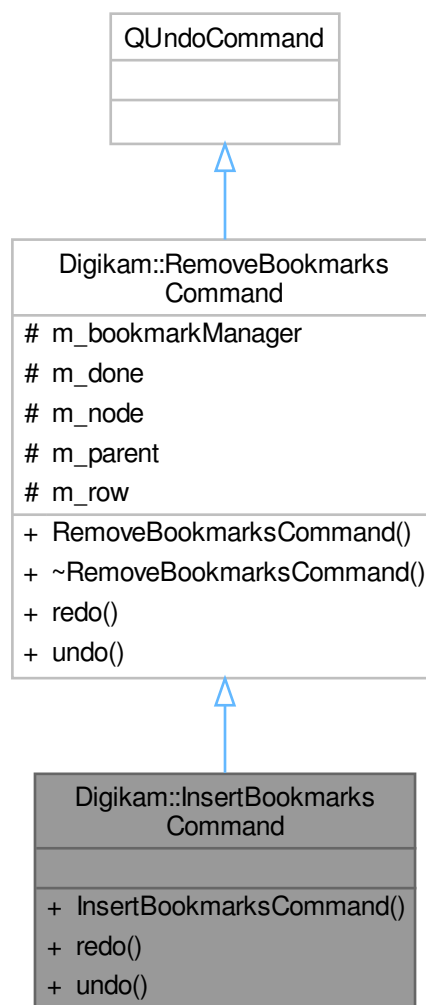 QUndoCommand
Digikam::RemoveBookmarks
Command
# m_bookmarkManager
# m_done
# m_node
# m_parent
# m_row
+ RemoveBookmarksCommand()
+ ~RemoveBookmarksCommand()
+ redo()
+ undo()
Digikam::InsertBookmarks
Command
+ InsertBookmarksCommand()
+ redo()
+ undo()